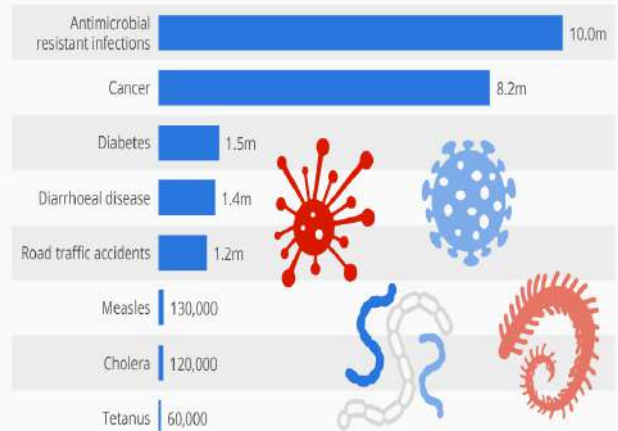 Antimicrobial
resistant infections
10.0m
Cancer
8.2m
Diabetes
1.5m
Diarrhoeal disease
1.4m
Road traffic accidents
1.2m
Measles
130,000
Cholera
120,000
Tetanus
60,000